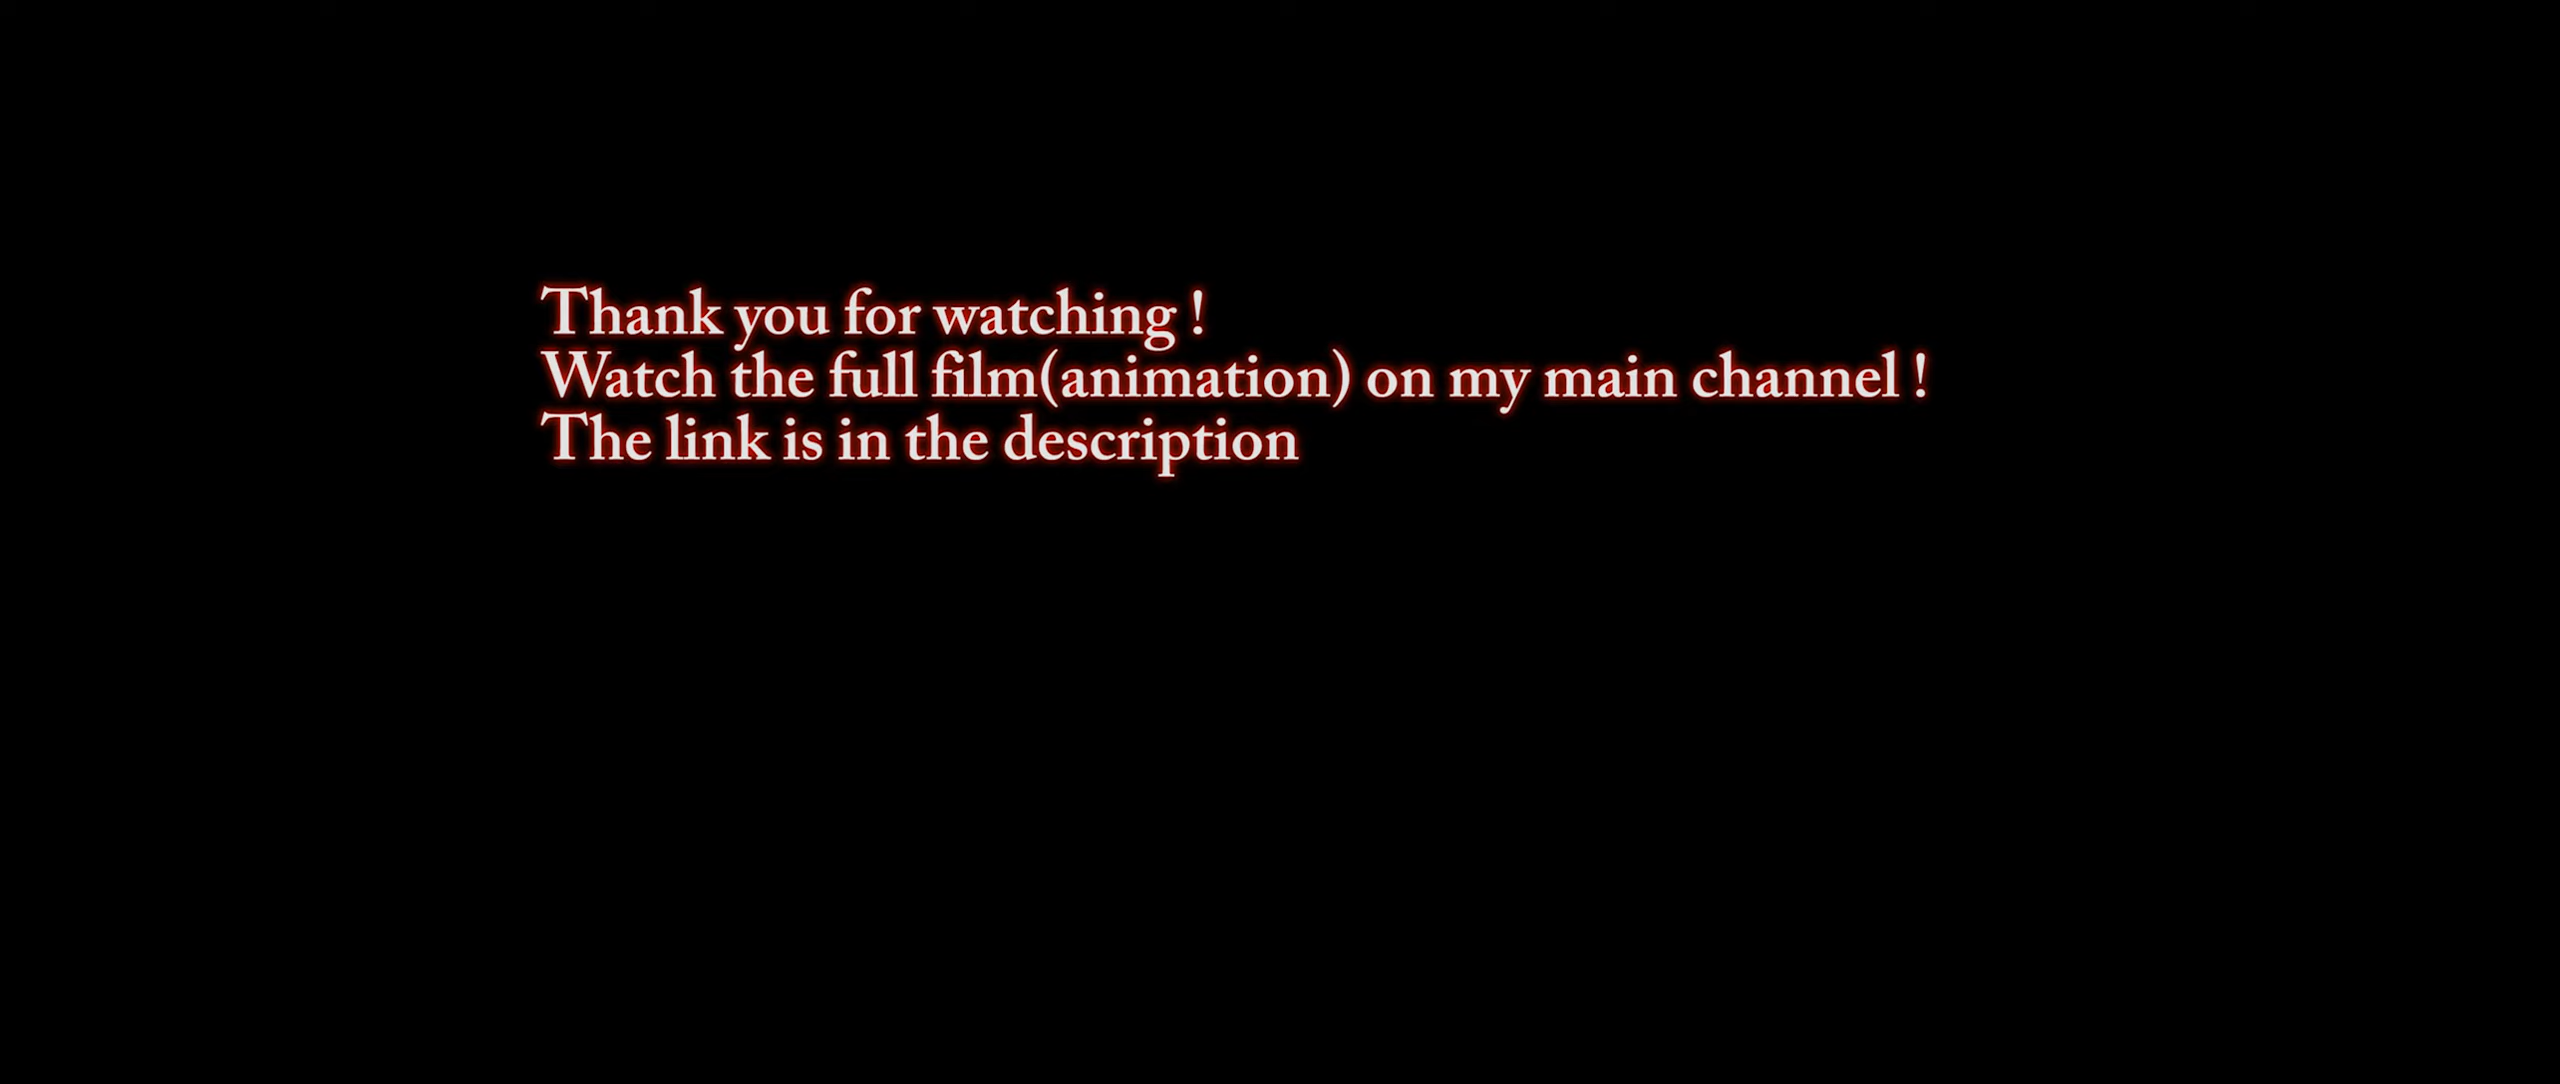 Thank you for watching !
Watch the full film(animation) on my main channel !
The link is in the description